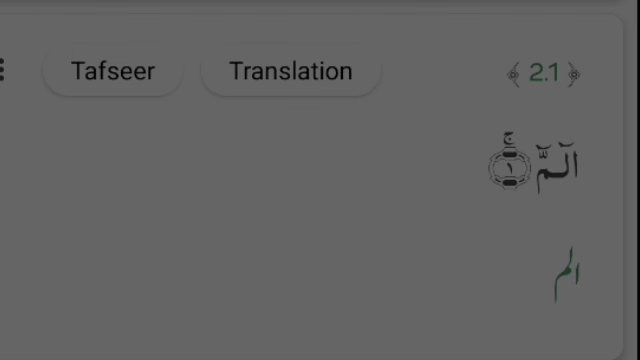 Tafseer Translation ﴾ 2.1 ﴿
الٓمّٓ ۚ ١
الم